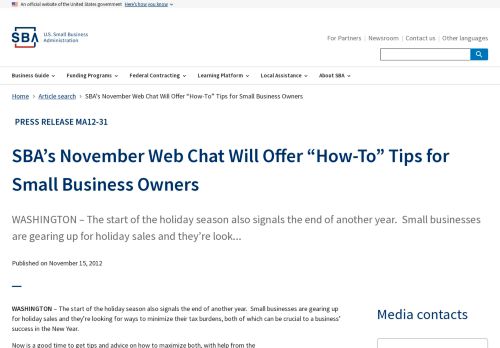 An official website of the United States government Here's how you know
SBA U.S. Small Business
Administration
For Partners | Newsroom | Contact us | Other languages
Business Guide Funding Programs Federal Contracting Learning Platform Local Assistance About SBA
Home › Article search › SBA's November Web Chat Will Offer “How-To” Tips for Small Business Owners
PRESS RELEASE MA12-31
SBA’s November Web Chat Will Offer “How-To” Tips for
Small Business Owners
WASHINGTON – The start of the holiday season also signals the end of another year.  Small businesses
are gearing up for holiday sales and they’re look...
Published on November 15, 2012
WASHINGTON – The start of the holiday season also signals the end of another year.  Small businesses are gearing up
for holiday sales and they're looking for ways to minimize their tax burdens, both of which can be crucial to a business'
success in the New Year.
Media contacts
Now is a good time to get tips and advice on how to maximize both, with help from the